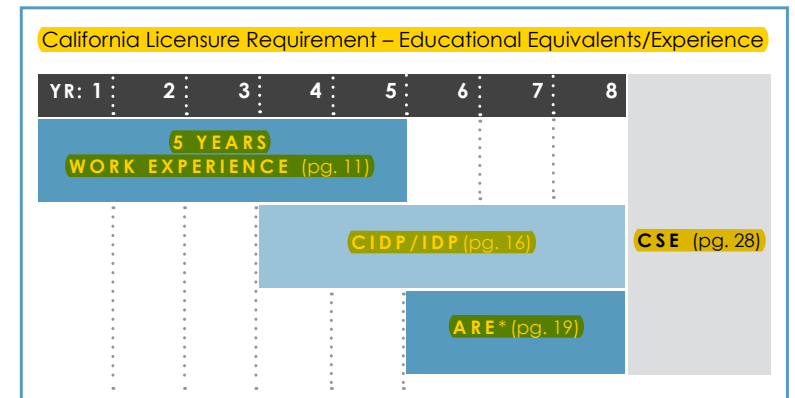 California Licensure Requirement – Educational Equivalents/Experience
YR: 1 2 3 4 5 6 7 8
5 YEARS
WORK EXPERIENCE (pg. 11)
CIDP/IDP (pg. 16)
CSE (pg. 28)
ARE* (pg. 19)